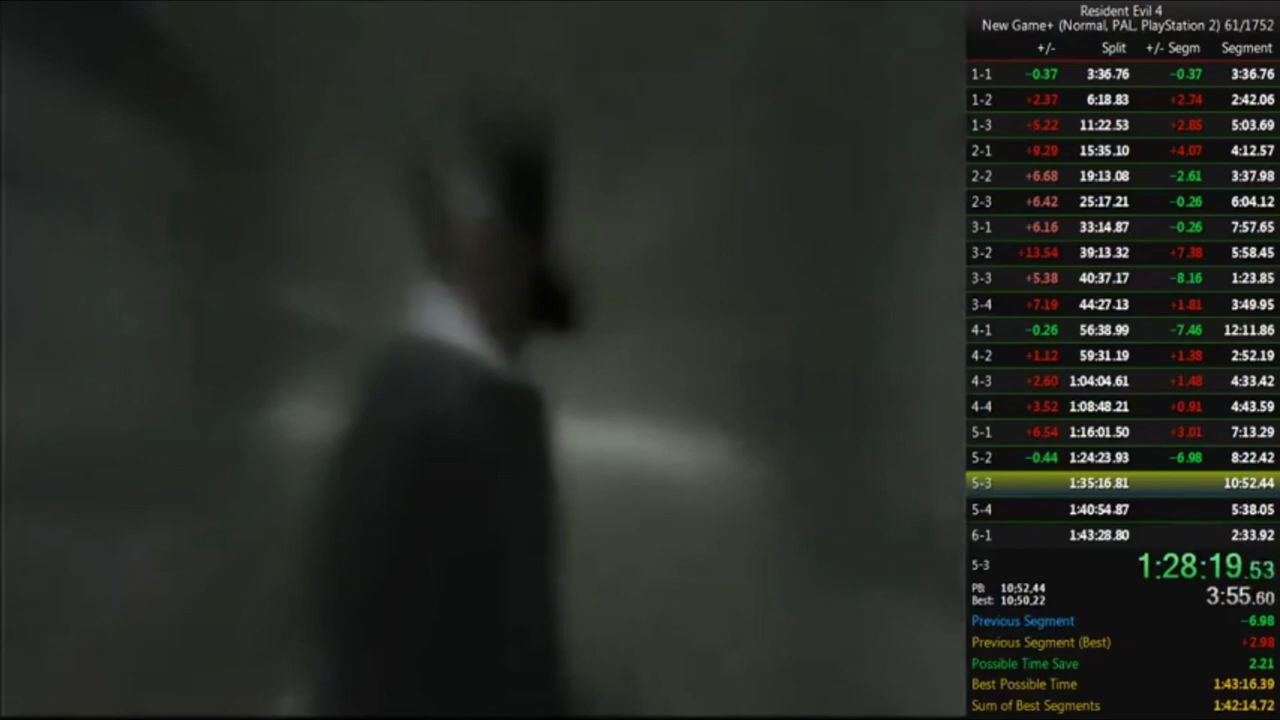 Resident Evil 4
New Game+ (Normal, PAL, PlayStation 2) 61/1752
+/- Split +/- Segm Segment
1-1 -0.37 3:36.76 -0.37 3:36.76
1-2 +2.37 6:18.83 +2.74 2:42.06
1-3 +5.22 11:22.53 +2.85 5:03.69
2-1 +9.29 15:35.10 +4.07 4:12.57
2-2 +6.68 19:13.08 -2.61 3:37.98
2-3 +6.42 25:17.21 -0.26 6:04.12
3-1 +6.16 33:14.87 -0.26 7:57.65
3-2 +13.54 39:13.32 +7.38 5:58.45
3-3 +5.38 40:37.17 -8.16 1:23.85
3-4 +7.19 44:27.13 +1.81 3:49.95
4-1 -0.26 56:38.99 -7.46 12:11.86
4-2 +1.12 59:31.19 +1.38 2:52.19
4-3 +2.60 1:04:04.61 +1.48 4:33.42
4-4 +3.52 1:08:48.21 +0.91 4:43.59
5-1 +6.54 1:16:01.50 +3.01 7:13.29
5-2 -0.44 1:24:23.93 -6.98 8:22.42
5-3 1:35:16.81 10:52.44
5-4 1:40:54.87 5:38.05
6-1 1:43:28.80 2:33.92
5-3 1:28:19.53
PB: 10:52.44
Best: 10:50.22 3:55.60
Previous Segment -6.98
Previous Segment (Best) +2.98
Possible Time Save 2.21
Best Possible Time 1:43:16.39
Sum of Best Segments 1:42:14.72